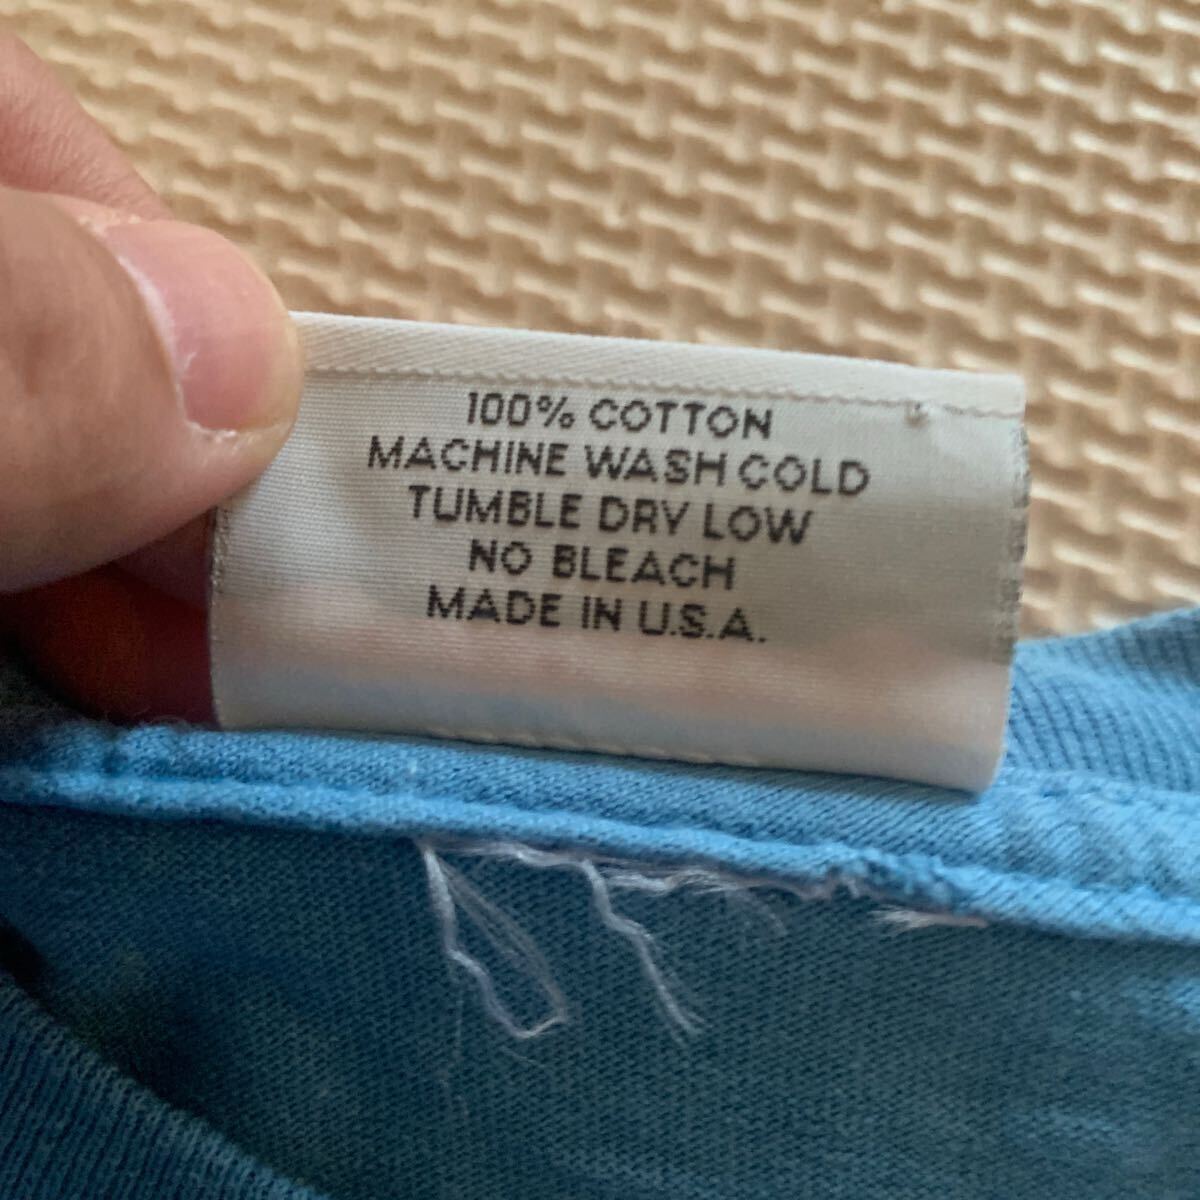 100% COTTON
MACHINE WASH COLD
TUMBLE DRY LOW
NO BLEACH
MADE IN U.S.A.